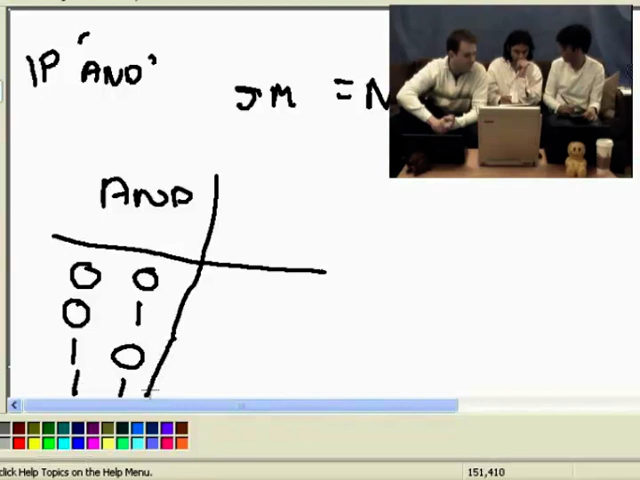 IP "AND"
JM = N
AND
0 0
0 1
1 0
1 1
click Help Topics on the Help Menu. 151,410